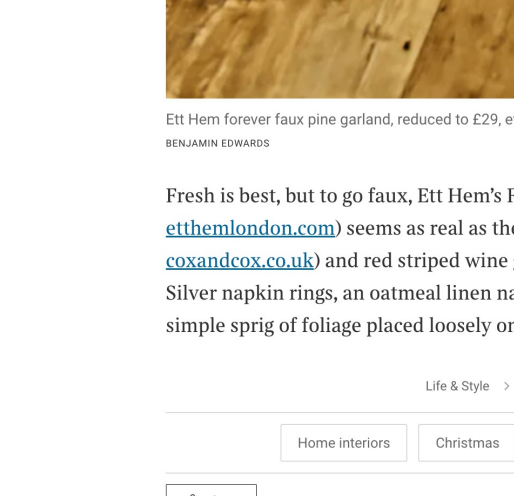 Ett Hem forever faux pine garland, reduced to £29,
BENJAMIN EDWARDS
Fresh is best, but to go faux, Ett Hem’s
etthemlondon.com) seems as real as the
coxandcox.co.uk) and red striped wine
Silver napkin rings, an oatmeal linen
simple sprig of foliage placed loosely
Life & Style
Home interiors
Christmas